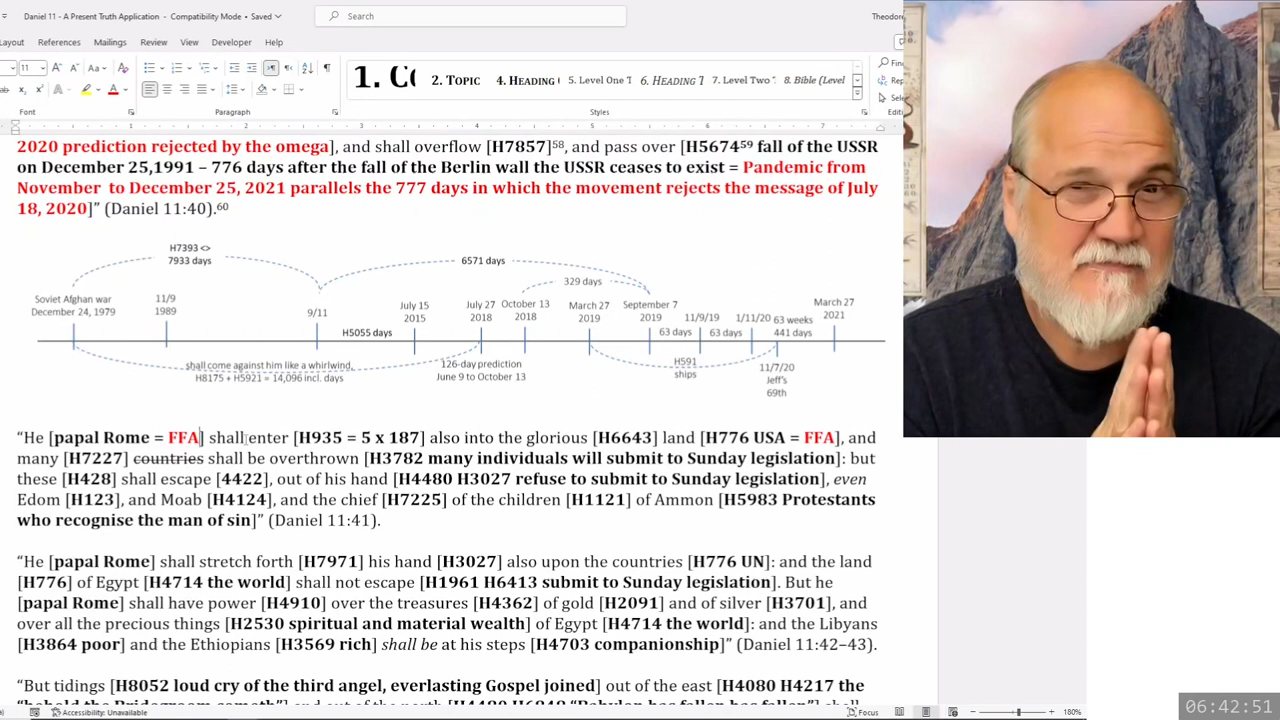 Daniel 11 - A Present Truth Application - Compatibility Mode • Saved
Search
Theodore
Layout References Mailings Review View Developer Help
11
1. Co
2. Topic
4. Heading
5. Level One
6. Heading
7. Level Two
8. Bible (Level
Font
Paragraph
Styles
2020 prediction rejected by the omega], and shall overflow [H7857]58, and pass over [H567459 fall of the USSR
on December 25,1991 – 776 days after the fall of the Berlin wall the USSR ceases to exist = Pandemic from
November to December 25, 2021 parallels the 777 days in which the movement rejects the message of July
18, 2020]” (Daniel 11:40).60
H7393 <>
7933 days
6571 days
329 days
Soviet Afghan war
December 24, 1979
11/9
1989
9/11
H5055 days
July 15
2015
July 27
2018
October 13
2018
March 27
2019
September 7
2019
63 days
11/9/19
63 days
1/11/20
63 weeks
441 days
March 27
2021
shall come against him like a whirlwind,
H8175 + H5921 = 14,096 incl. days
126-day prediction
June 9 to October 13
H591
ships
11/7/20
Jeff's
69th
“He [papal Rome = FFA] shall enter [H935 = 5 x 187] also into the glorious [H6643] land [H776 USA = FFA], and
many [H7227] countries shall be overthrown [H3782 many individuals will submit to Sunday legislation]: but
these [H428] shall escape [4422], out of his hand [H4480 H3027 refuse to submit to Sunday legislation], even
Edom [H123], and Moab [H4124], and the chief [H7225] of the children [H1121] of Ammon [H5983 Protestants
who recognise the man of sin]” (Daniel 11:41).
“He [papal Rome] shall stretch forth [H7971] his hand [H3027] also upon the countries [H776 UN]: and the land
[H776] of Egypt [H4714 the world] shall not escape [H1961 H6413 submit to Sunday legislation]. But he
[papal Rome] shall have power [H4910] over the treasures [H4362] of gold [H2091] and of silver [H3701], and
over all the precious things [H2530 spiritual and material wealth] of Egypt [H4714 the world]: and the Libyans
[H3864 poor] and the Ethiopians [H3569 rich] shall be at his steps [H4703 companionship]” (Daniel 11:42–43).
“But tidings [H8052 loud cry of the third angel, everlasting Gospel joined] out of the east [H4080 H4217 the
Accessibility: Unavailable
Focus
180%
06:42:51